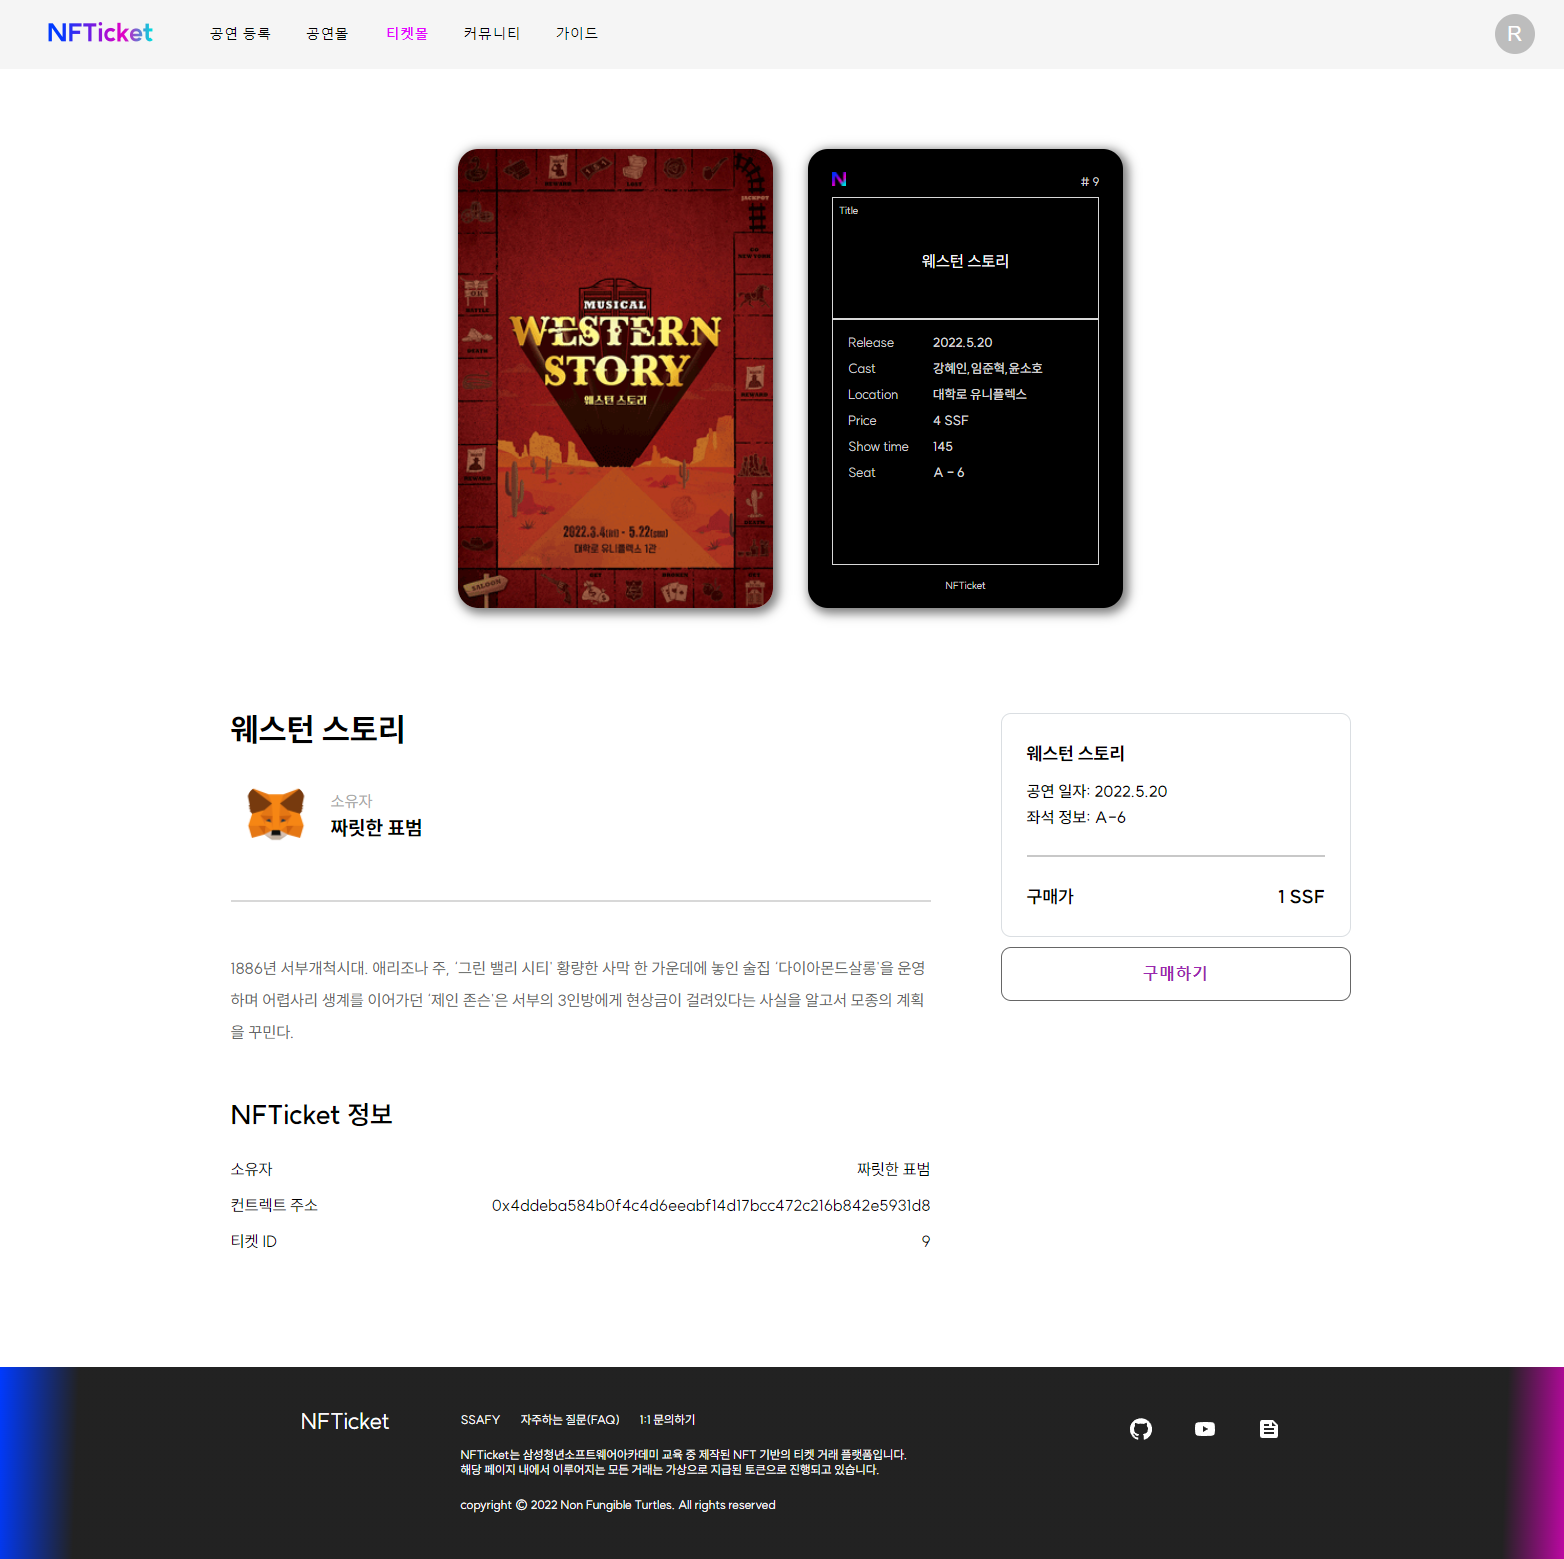 NFTicket
공연 등록
공연몰
티켓몰
커뮤니티
가이드
R
JACKPOT
MUSICAL
WESTERN
STORY
웨스턴 스토리
2022.3.4(금) - 5.22(일)
대학로 유니플렉스 1관
SALOON
N
# 9
Title
웨스턴 스토리
Release 2022.5.20
Cast 강혜인,임준혁,윤소호
Location 대학로 유니플렉스
Price 4 SSF
Show time 145
Seat A - 6
NFTicket
웨스턴 스토리
소유자
짜릿한 표범
1886년 서부개척시대. 애리조나 주, '그린 밸리 시티' 황량한 사막 한 가운데에 놓인 술집 '다이아몬드살롱'을 운영
하며 어렵사리 생계를 이어가던 '제인 존슨'은 서부의 3인방에게 현상금이 걸려있다는 사실을 알고서 모종의 계획
을 꾸민다.
NFTicket 정보
소유자 짜릿한 표범
컨트렉트 주소 0x4ddeba584b0f4c4d6eeabf14d17bcc472c216b842e5931d8
티켓 ID 9
웨스턴 스토리
공연 일자: 2022.5.20
좌석 정보: A-6
구매가 1 SSF
구매하기
NFTicket
SSAFY 자주하는 질문(FAQ) 1:1 문의하기
NFTicket는 삼성청년소프트웨어아카데미 교육 중 제작된 NFT 기반의 티켓 거래 플랫폼입니다.
해당 페이지 내에서 이루어지는 모든 거래는 가상으로 지급된 토큰으로 진행되고 있습니다.
copyright © 2022 Non Fungible Turtles. All rights reserved